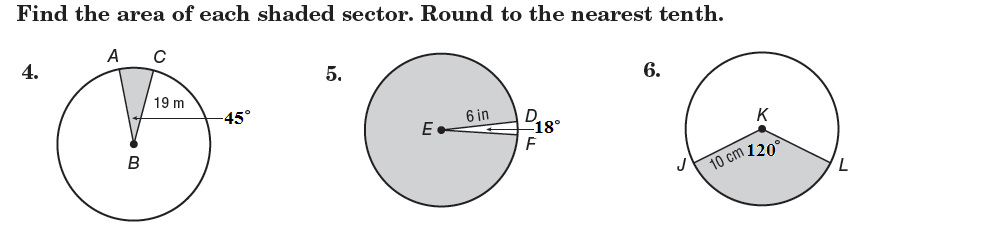 Find the area of each shaded sector. Round to the nearest tenth.
4.
A C
19 m
45°
B
5.
E
6 in
D
18°
F
6.
K
J
10 cm 120°
L